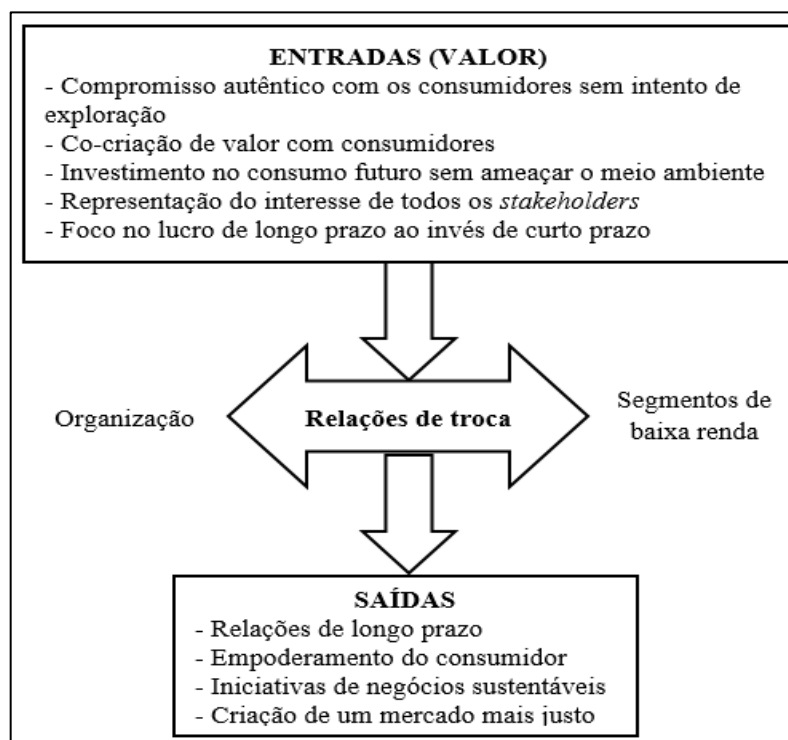 ENTRADAS (VALOR)
- Compromisso autêntico com os consumidores sem intento de
exploração
- Co-criação de valor com consumidores
- Investimento no consumo futuro sem ameaçar o meio ambiente
- Representação do interesse de todos os stakeholders
- Foco no lucro de longo prazo ao invés de curto prazo
Organização
Relações de troca
Segmentos de
baixa renda
SAÍDAS
- Relações de longo prazo
- Empoderamento do consumidor
- Iniciativas de negócios sustentáveis
- Criação de um mercado mais justo